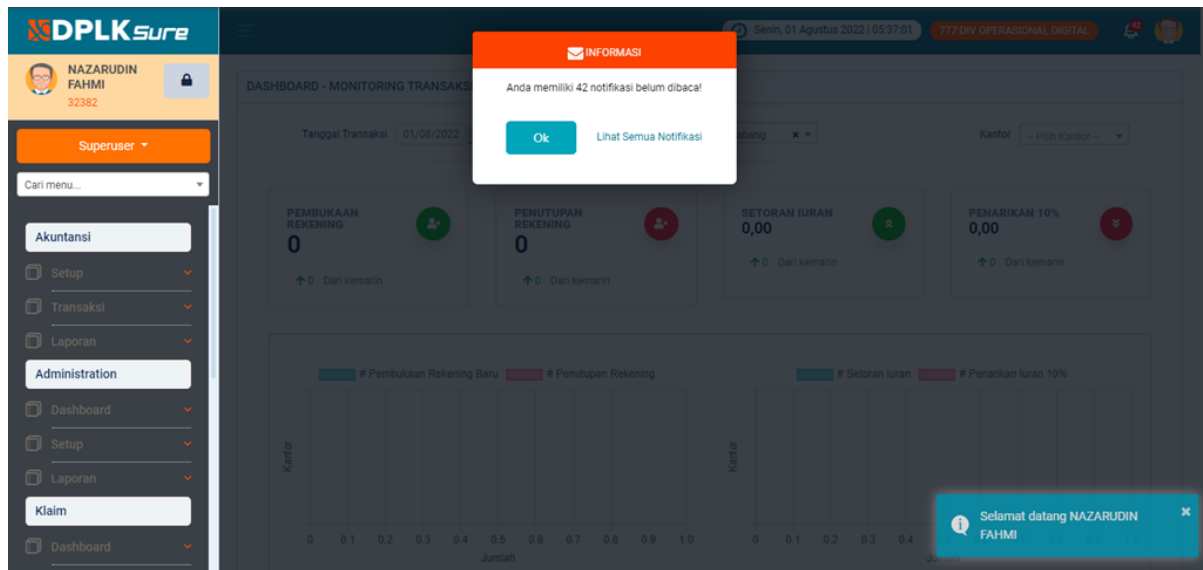 DPLKSure
NAZARUDIN
FAHMI
32382
Superuser
Cari menu...
Akuntansi
Setup
Transaksi
Laporan
Administration
Dashboard
Setup
Laporan
Klaim
Dashboard
Senin, 01 Agustus 2022 | 05:37:01
777:DIV OPERASIONAL DIGITAL
42
INFORMASI
Anda memiliki 42 notifikasi belum dibaca!
Ok
Lihat Semua Notifikasi
DASHBOARD - MONITORING TRANSAKS
Tanggal Transaksi 01/08/2022
abang
Kantor -- Pilih Kantor --
PEMBUKAAN
REKENING
0
0 Dari kemarin
PENUTUPAN
REKENING
0
0 Dari kemarin
SETORAN IURAN
0,00
0 Dari kemarin
PENARIKAN 10%
0,00
0 Dari kemarin
# Pembukaan Rekening Baru # Penutupan Rekening
Kantor
0 0.1 0.2 0.3 0.4 0.5 0.6 0.7 0.8 0.9 1.0
Jumlah
# Setoran Iuran # Penarikan Iuran 10%
Kantor
0 0.1 0.2 0.3 0.4
Selamat datang NAZARUDIN
FAHMI